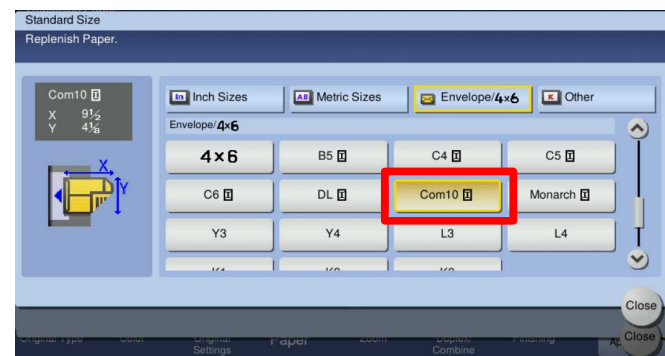 Standard Size
Replenish Paper.
Com10
X 9½
Y 4⅛
X
Y
In Inch Sizes
AB Metric Sizes
Envelope/4×6
K Other
Envelope/4×6
4×6
B5
C4
C5
C6
DL
Com10
Monarch
Y3
Y4
L3
L4
Close
Original Type
Color
Original Settings
Paper
Zoom
Duplex/Combine
Finishing
Close